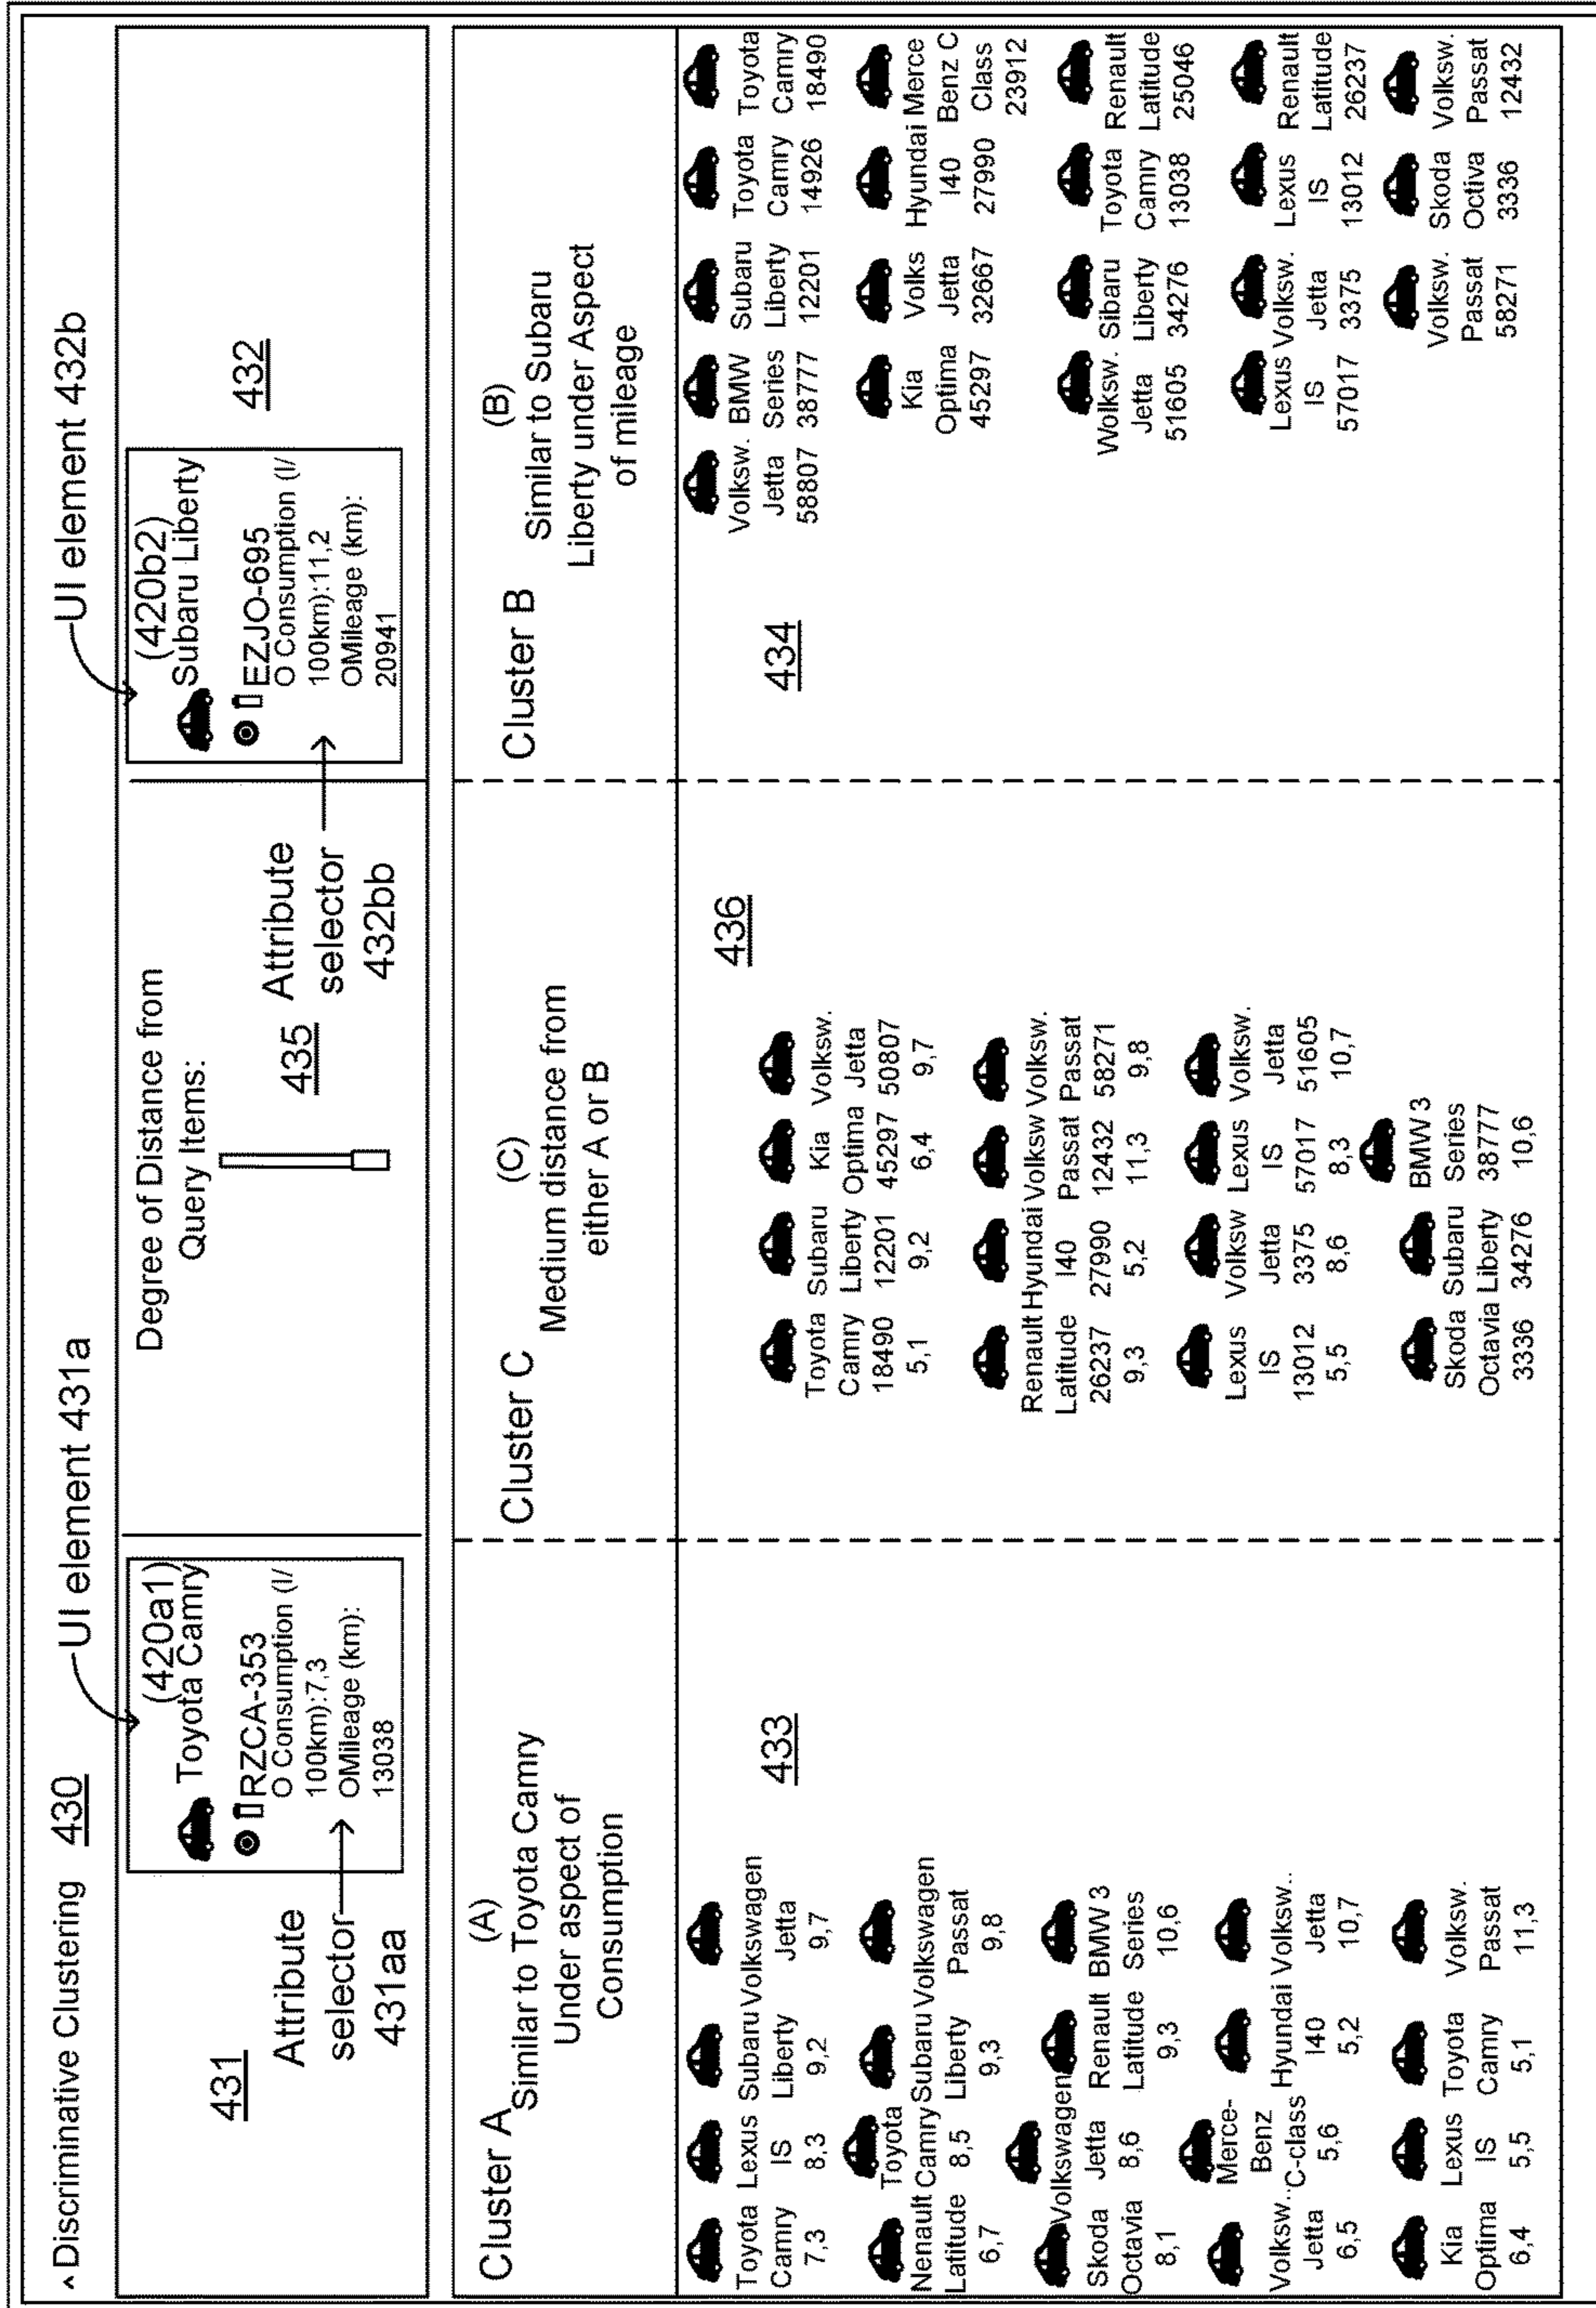 ^ Discriminative Clustering 430
UI element 431a
UI element 432b
431
Attribute
selector
431aa
(420a1)
Toyota Camry
RZCA-353
O Consumption (l/
100km):7,3
OMileage (km):
13038
Degree of Distance from
Query Items:
435
Attribute
selector
432bb
(420b2)
Subaru Liberty
EZJO-695
O Consumption (l/
100km):11,2
OMileage (km):
20941
432
Cluster A
(A)
Similar to Toyota Camry
Under aspect of
Consumption
Cluster C
(C)
Medium distance from
either A or B
Cluster B
(B)
Similar to Subaru
Liberty under Aspect
of mileage
433
Toyota Lexus Subaru Volkswagen
Camry IS Liberty Jetta
7,3 8,3 9,2 9,7
Toyota Subaru Volkswagen
Nenault Camry Liberty Passat
Latitude 8,5 9,3 9,8
6,7
Volkswagen
Skoda Jetta Renault BMW 3
Octavia 8,6 Latitude Series
8,1 9,3 10,6
Merce-
Benz
Volksw.. C-class Hyundai Volksw..
Jetta 5,6 I40 Jetta
6,5 5,2 10,7
Kia Lexus Toyota Volksw.
Optima IS Camry Passat
6,4 5,5 5,1 11,3
436
Toyota Subaru Kia Volksw.
Camry Liberty Optima Jetta
18490 12201 45297 50807
5,1 9,2 6,4 9,7
Renault Hyundai Volksw Volksw.
Latitude I40 Passat Passat
26237 27990 12432 58271
9,3 5,2 11,3 9,8
Lexus Volksw Lexus Volksw.
IS Jetta IS Jetta
13012 3375 57017 51605
5,5 8,6 8,3 10,7
Skoda Subaru BMW 3
Octavia Liberty Series
3336 34276 38777
10,6
434
Volksw. BMW Subaru Toyota Toyota
Jetta Series Liberty Camry Camry
58807 38777 12201 14926 18490
Kia Volks Hyundai Merce
Optima Jetta I40 Benz C
45297 32667 27990 Class
23912
Wolksw. Sibaru Toyota Renault
Jetta Liberty Camry Latitude
51605 34276 13038 25046
Lexus Volksw. Lexus Renault
IS Jetta IS Latitude
57017 3375 13012 26237
Volksw. Skoda Volksw.
Passat Octiva Passat
58271 3336 12432